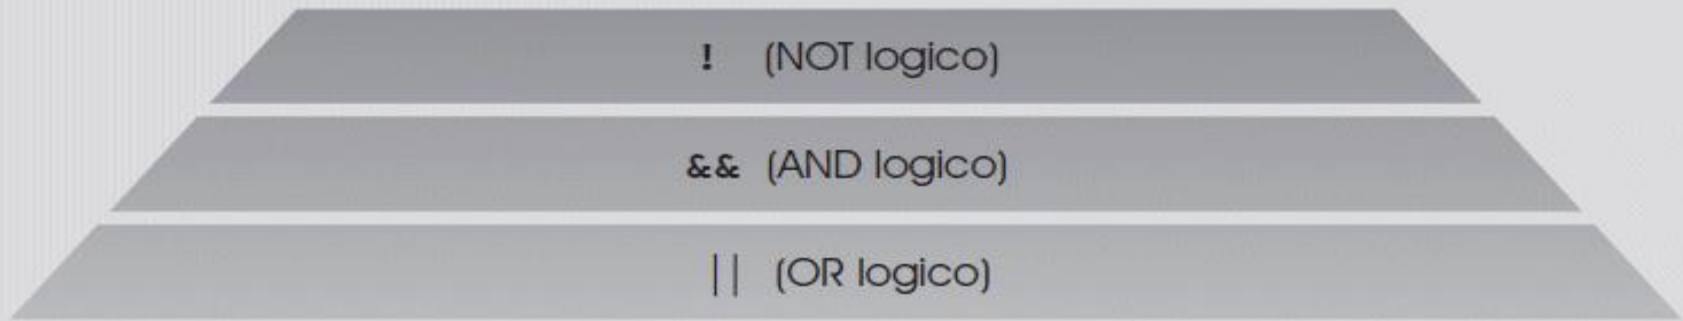 ! (NOT logico)
&& (AND logico)
|| (OR logico)